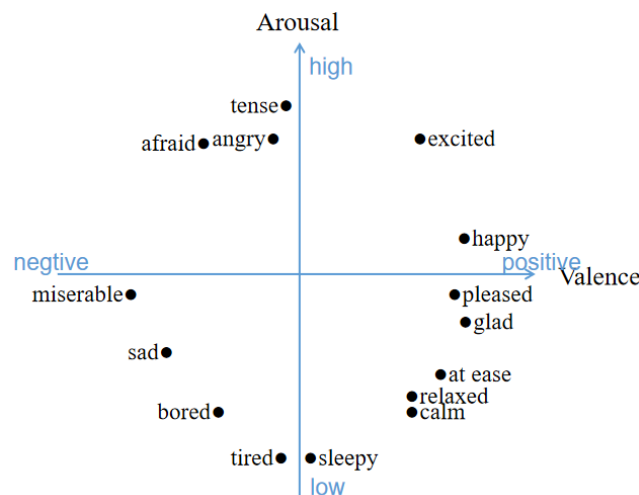 Arousal
high
tense
afraid
angry
excited
happy
negtive
positive
Valence
miserable
pleased
glad
sad
at ease
relaxed
bored
calm
tired
sleepy
low